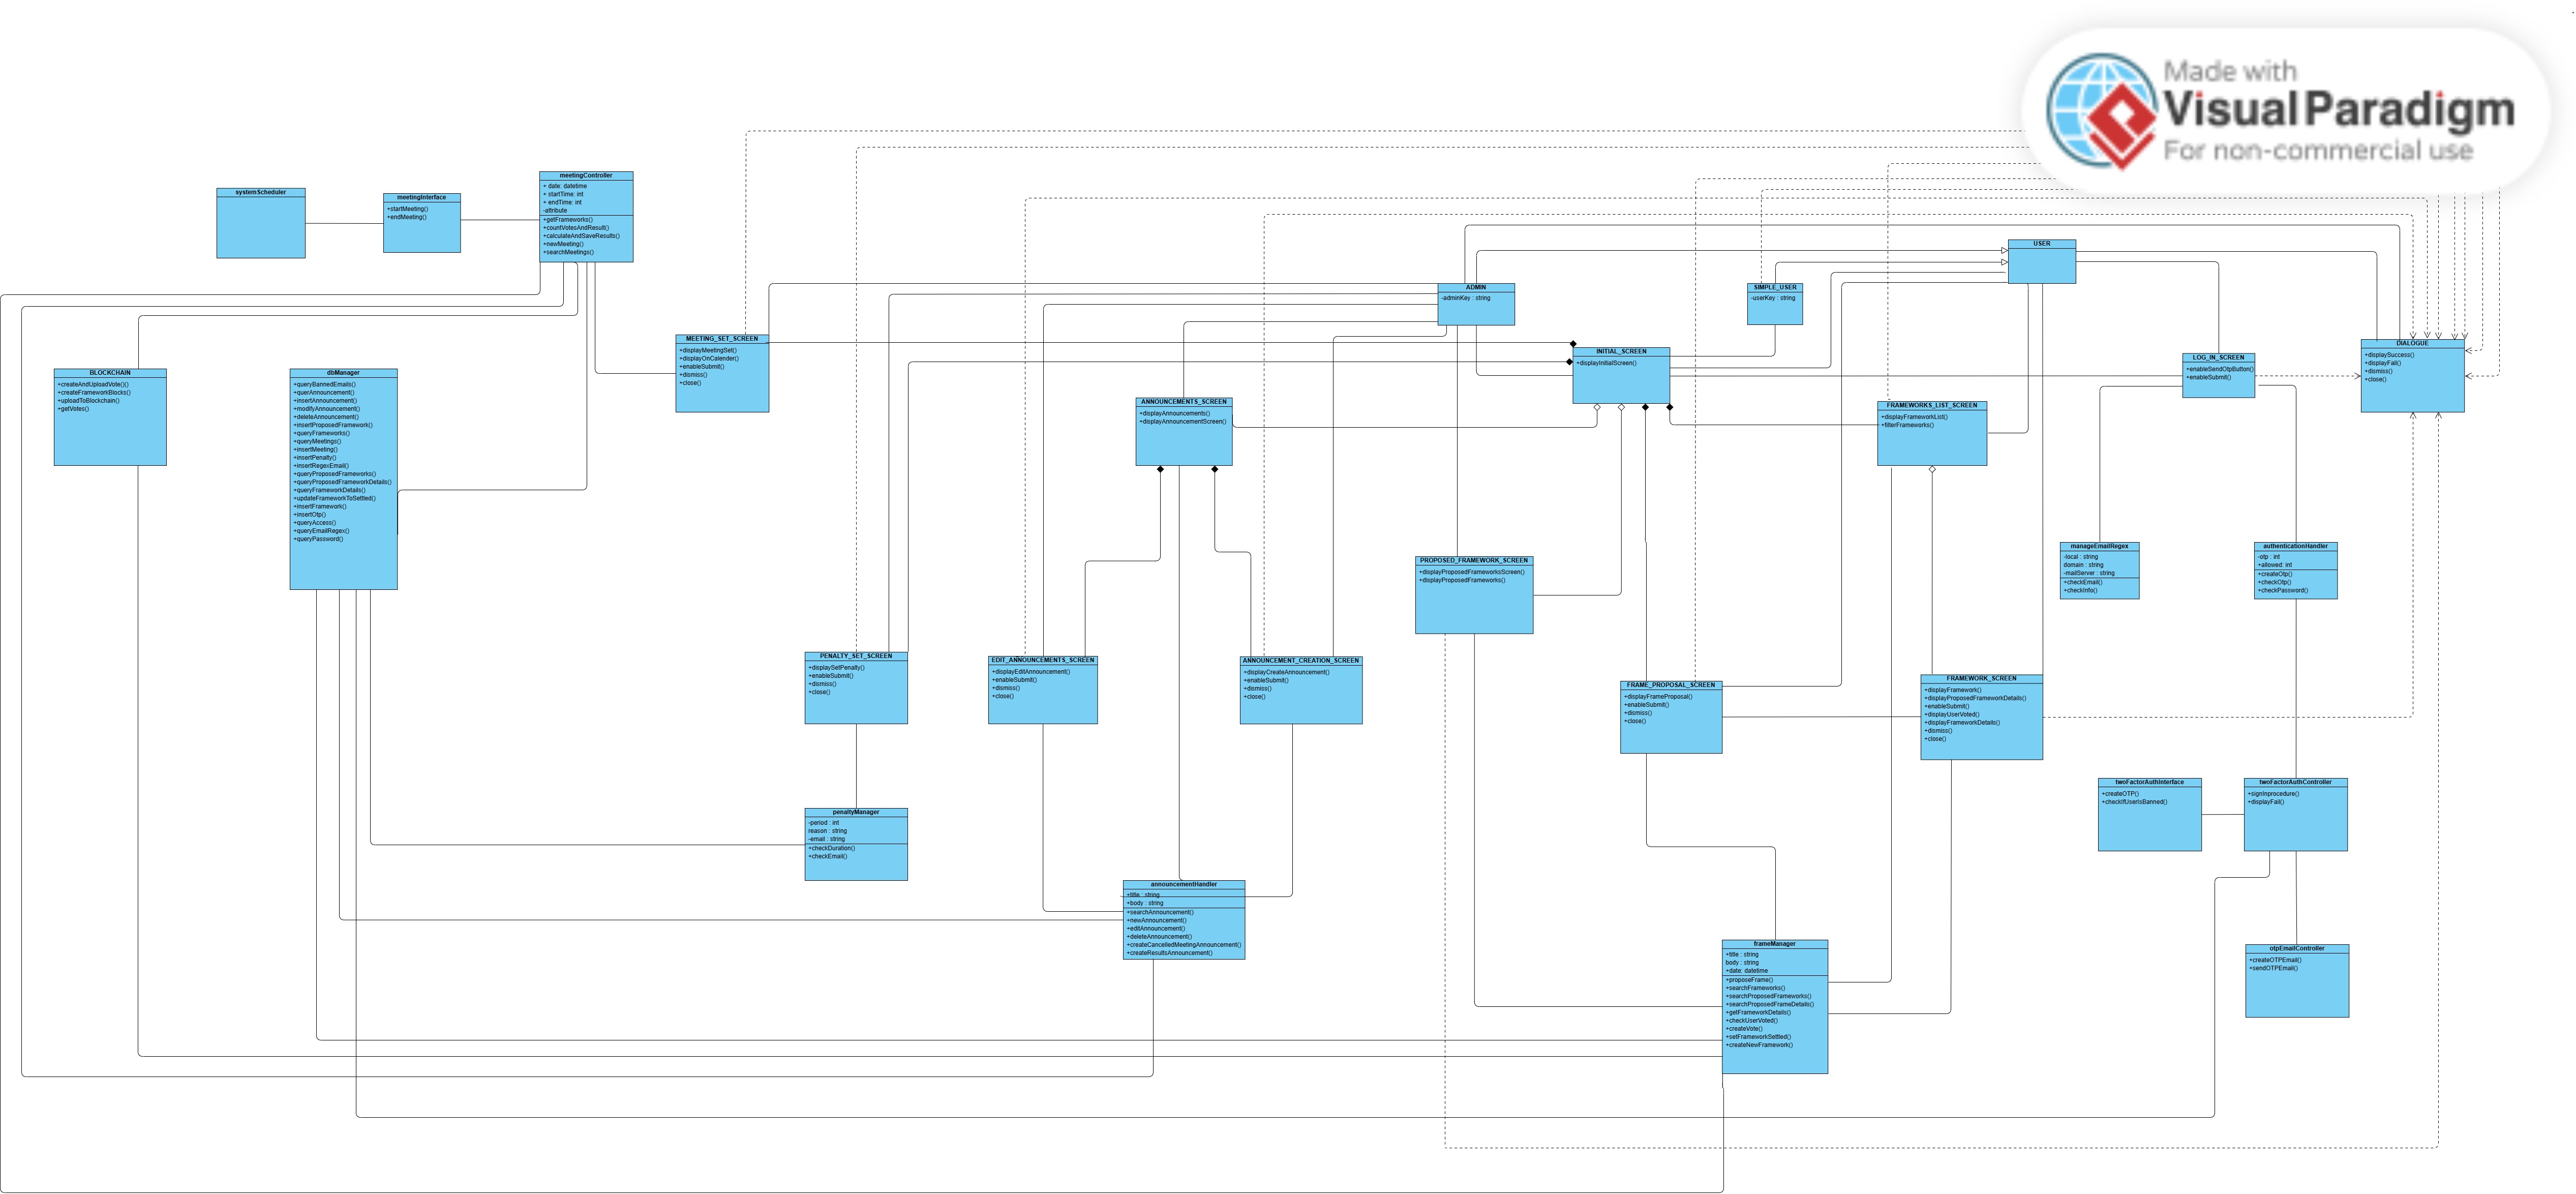 Made with
Visual Paradigm
For non-commercial use
meetingController
+ date: datetime
+ startTime: int
+ endTime: int
-attribute
+getFrameworks()
+countVotesAndResult()
+calculateAndSaveResults()
+newMeeting()
+searchMeetings()
systemScheduler
meetingInterface
+startMeeting()
+endMeeting()
USER
ADMIN
-adminKey : string
SIMPLE_USER
-userKey : string
MEETING_SET_SCREEN
+displayMeetingSet()
+displayOnCalender()
+enableSubmit()
+dismiss()
+close()
INITIAL_SCREEN
+displayInitialScreen()
DIALOGUE
+displaySuccess()
+displayFail()
+dismiss()
+close()
LOG_IN_SCREEN
+enableSendOtpButton()
+enableSubmit()
BLOCKCHAIN
+createAndUploadVote()()
+createFrameworkBlocks()
+uploadToBlockchain()
+getVotes()
dbManager
+queryBannedEmails()
+querAnnouncement()
+insertAnnouncement()
+modifyAnnouncement()
+deleteAnnouncement()
+insertProposedFramework()
+queryFrameworks()
+queryMeetings()
+insertMeeting()
+insertPenalty()
+insertRegexEmail()
+queryProposedFrameworks()
+queryProposedFrameworkDetails()
+queryFrameworkDetails()
+updateFrameworkToSettled()
+insertFramework()
+insertOtp()
+queryAccess()
+queryEmailRegex()
+queryPassword()
ANNOUNCEMENTS_SCREEN
+displayAnnouncements()
+displayAnnouncementScreen()
FRAMEWORKS_LIST_SCREEN
+displayFrameworkList()
+filterFrameworks()
manageEmailRegex
-local : string
domain : string
-mailServer : string
+checkEmail()
+checkInfo()
authenticationHandler
-otp : int
+allowed: int
+createOtp()
+checkOtp()
+checkPassword()
PROPOSED_FRAMEWORK_SCREEN
+displayProposedFrameworksScreen()
+displayProposedFrameworks()
PENALTY_SET_SCREEN
+displaySetPenalty()
+enableSubmit()
+dismiss()
+close()
EDIT_ANNOUNCEMENTS_SCREEN
+displayEditAnnouncement()
+enableSubmit()
+dismiss()
+close()
ANNOUNCEMENT_CREATION_SCREEN
+displayCreateAnnouncement()
+enableSubmit()
+dismiss()
+close()
FRAME_PROPOSAL_SCREEN
+displayFrameProposal()
+enableSubmit()
+dismiss()
+close()
FRAMEWORK_SCREEN
+displayFramework()
+displayProposedFrameworkDetails()
+enableSubmit()
+displayUserVoted()
+displayFrameworkDetails()
+dismiss()
+close()
twoFactorAuthInterface
+createOTP()
+checkIfUserIsBanned()
twoFactorAuthController
+signInprocedure()
+displayFail()
penaltyManager
-period : int
reason : string
-email : string
+checkDuration()
+checkEmail()
announcementHandler
+title : string
+body : string
+searchAnnouncement()
+newAnnouncement()
+editAnnouncement()
+deleteAnnouncement()
+createCancelledMeetingAnnouncement()
+createResultsAnnouncement()
frameManager
+title : string
body : string
+date: datetime
+proposeFrame()
+searchFrameworks()
+searchProposedFrameworks()
+searchProposedFrameDetails()
+getFrameworkDetails()
+checkUserVoted()
+createVote()
+setFrameworkSettled()
+createNewFramework()
otpEmailController
+createOTPEmail()
+sendOTPEmail()